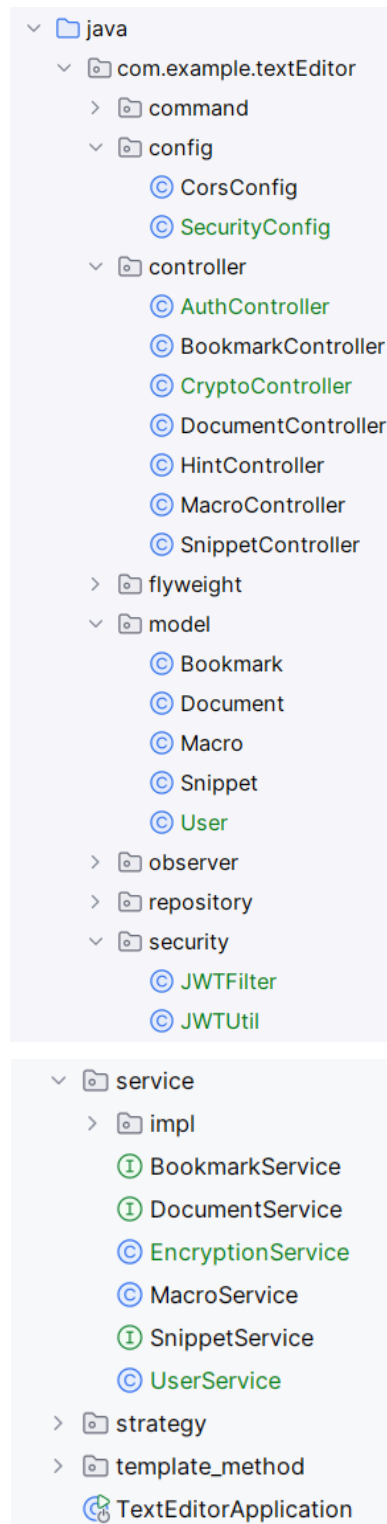 java
com.example.textEditor
command
config
CorsConfig
SecurityConfig
controller
AuthController
BookmarkController
CryptoController
DocumentController
HintController
MacroController
SnippetController
flyweight
model
Bookmark
Document
Macro
Snippet
User
observer
repository
security
JWTFilter
JWTUtil
service
impl
BookmarkService
DocumentService
EncryptionService
MacroService
SnippetService
UserService
strategy
template_method
TextEditorApplication